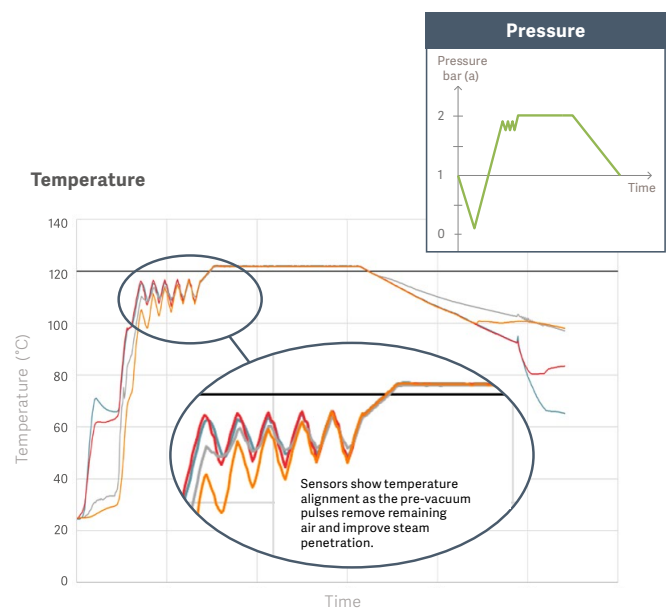 Pressure
Pressure
bar (a)
2
1
0
Time
Temperature
140
120
100
80
60
40
20
0
Temperature (°C)
Sensors show temperature
alignment as the pre-vacuum
pulses remove remaining
air and improve steam
penetration.
Time